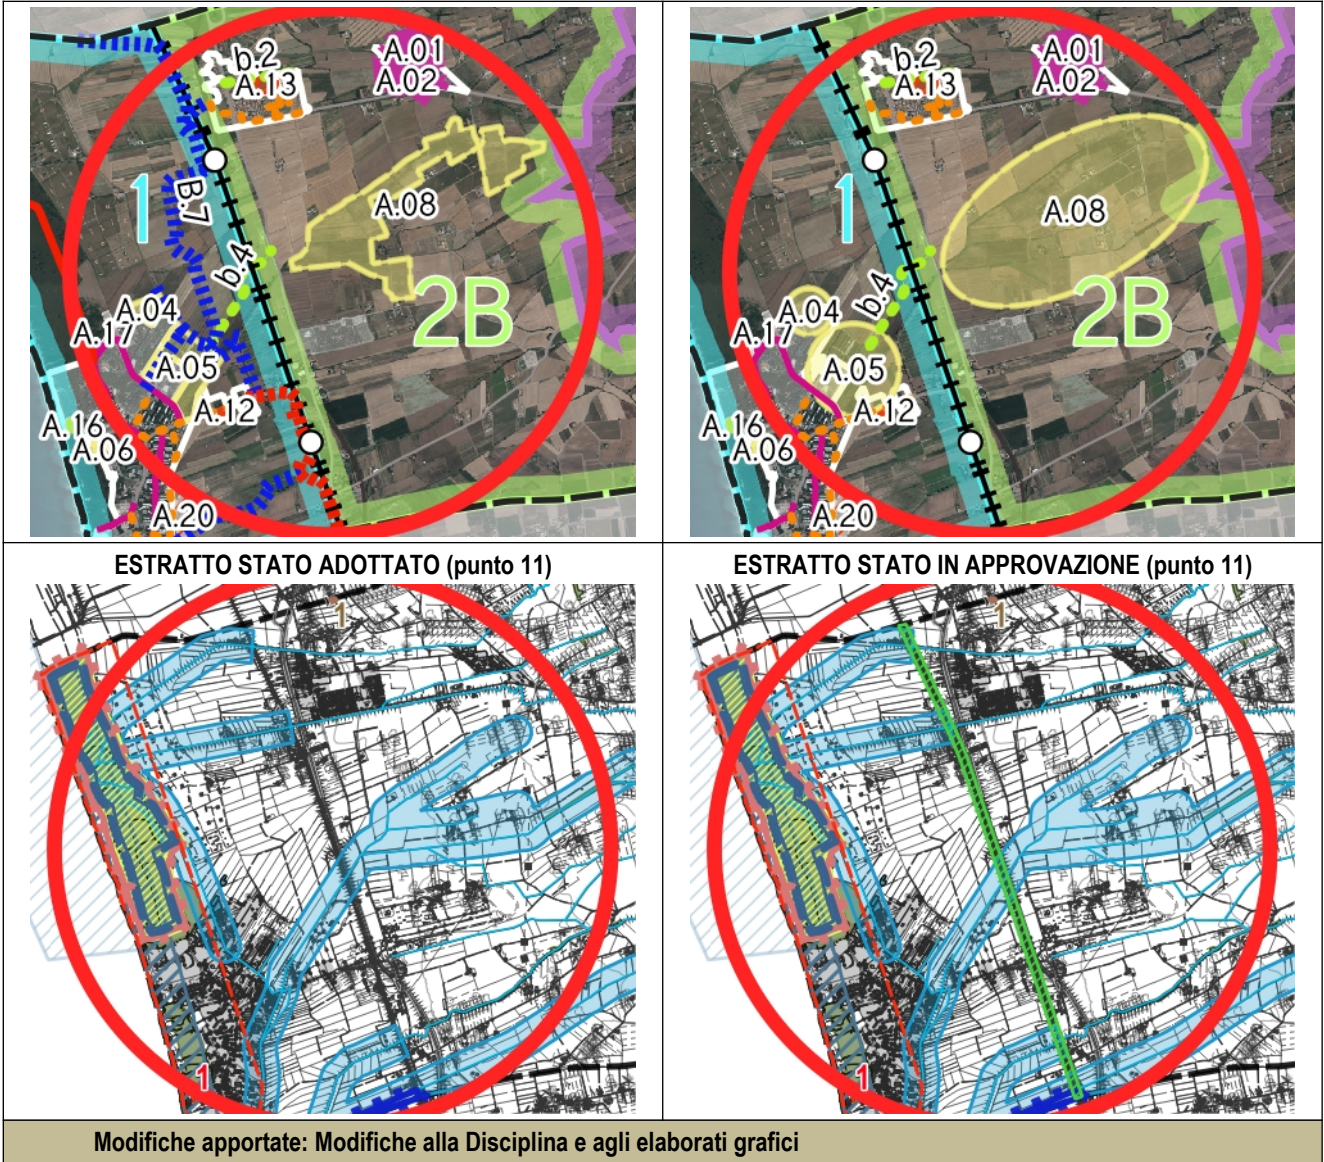 b.2
A.13
A.01
A.02
1
B.7
A.08
b.4
2B
A.04
A.17
A.05
A.12
A.16
A.06
A.20
b.2
A.13
A.01
A.02
1
A.08
b.4
2B
A.04
A.17
A.05
A.12
A.16
A.06
A.20
ESTRATTO STATO ADOTTATO (punto 11)
ESTRATTO STATO IN APPROVAZIONE (punto 11)
1
1
1
1
Modifiche apportate: Modifiche alla Disciplina e agli elaborati grafici